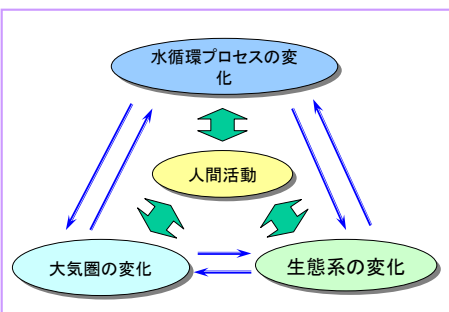 水循環プロセスの変
化
人間活動
大気圏の変化
生態系の変化